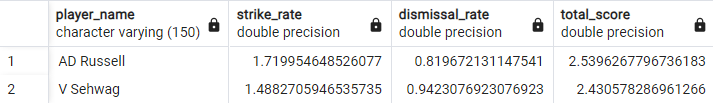 player_name strike_rate dismissal_rate total_score
character varying (150) double precision double precision double precision
1 AD Russell 1.719954648526077 0.819672131147541 2.5396267796736183
2 V Sehwag 1.4882705946535735 0.9423076923076923 2.430578286961266